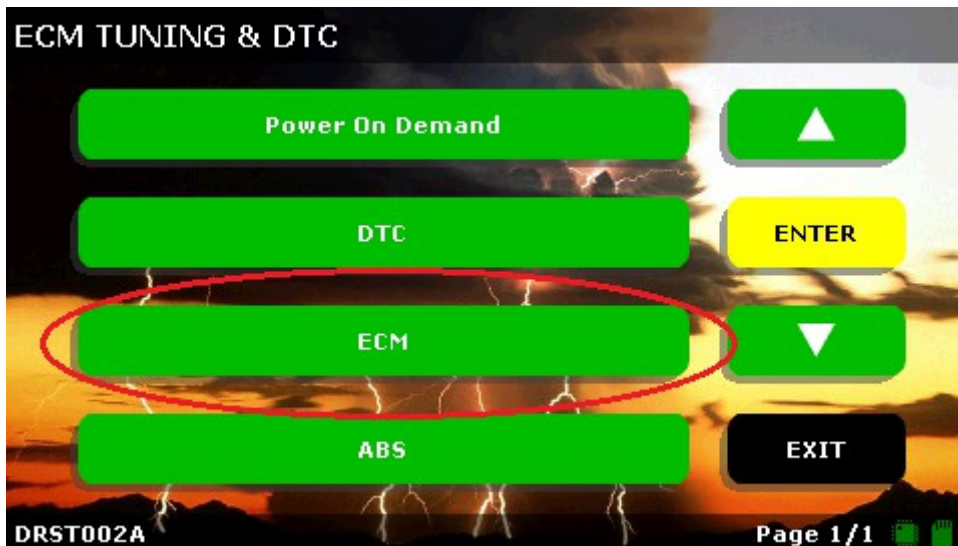 ECM TUNING & DTC
Power On Demand
DTC
ENTER
ECM
ABS
EXIT
DRST002A
Page 1/1